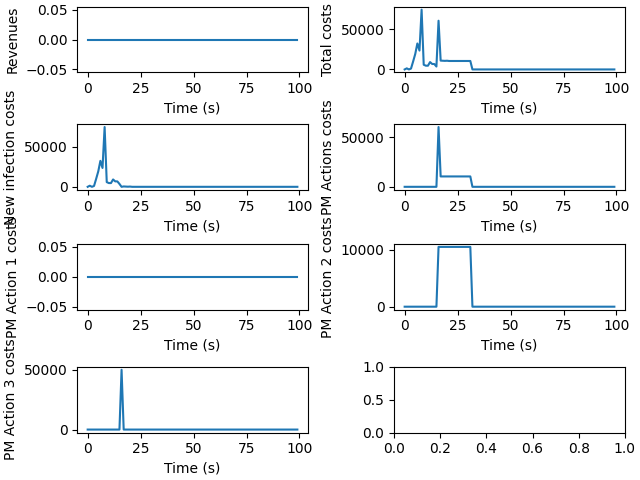 Revenues
0.05
0.00
−0.05
0 25 50 75 100
Time (s)
Total costs
50000
0
0 25 50 75 100
Time (s)
New infection costs
50000
0
0 25 50 75 100
Time (s)
PM Actions costs
50000
0
0 25 50 75 100
Time (s)
PM Action 1 costs
0.05
0.00
−0.05
0 25 50 75 100
Time (s)
PM Action 2 costs
10000
0
0 25 50 75 100
Time (s)
PM Action 3 costs
50000
0
0 25 50 75 100
Time (s)
1.0
0.5
0.0
0.0 0.2 0.4 0.6 0.8 1.0